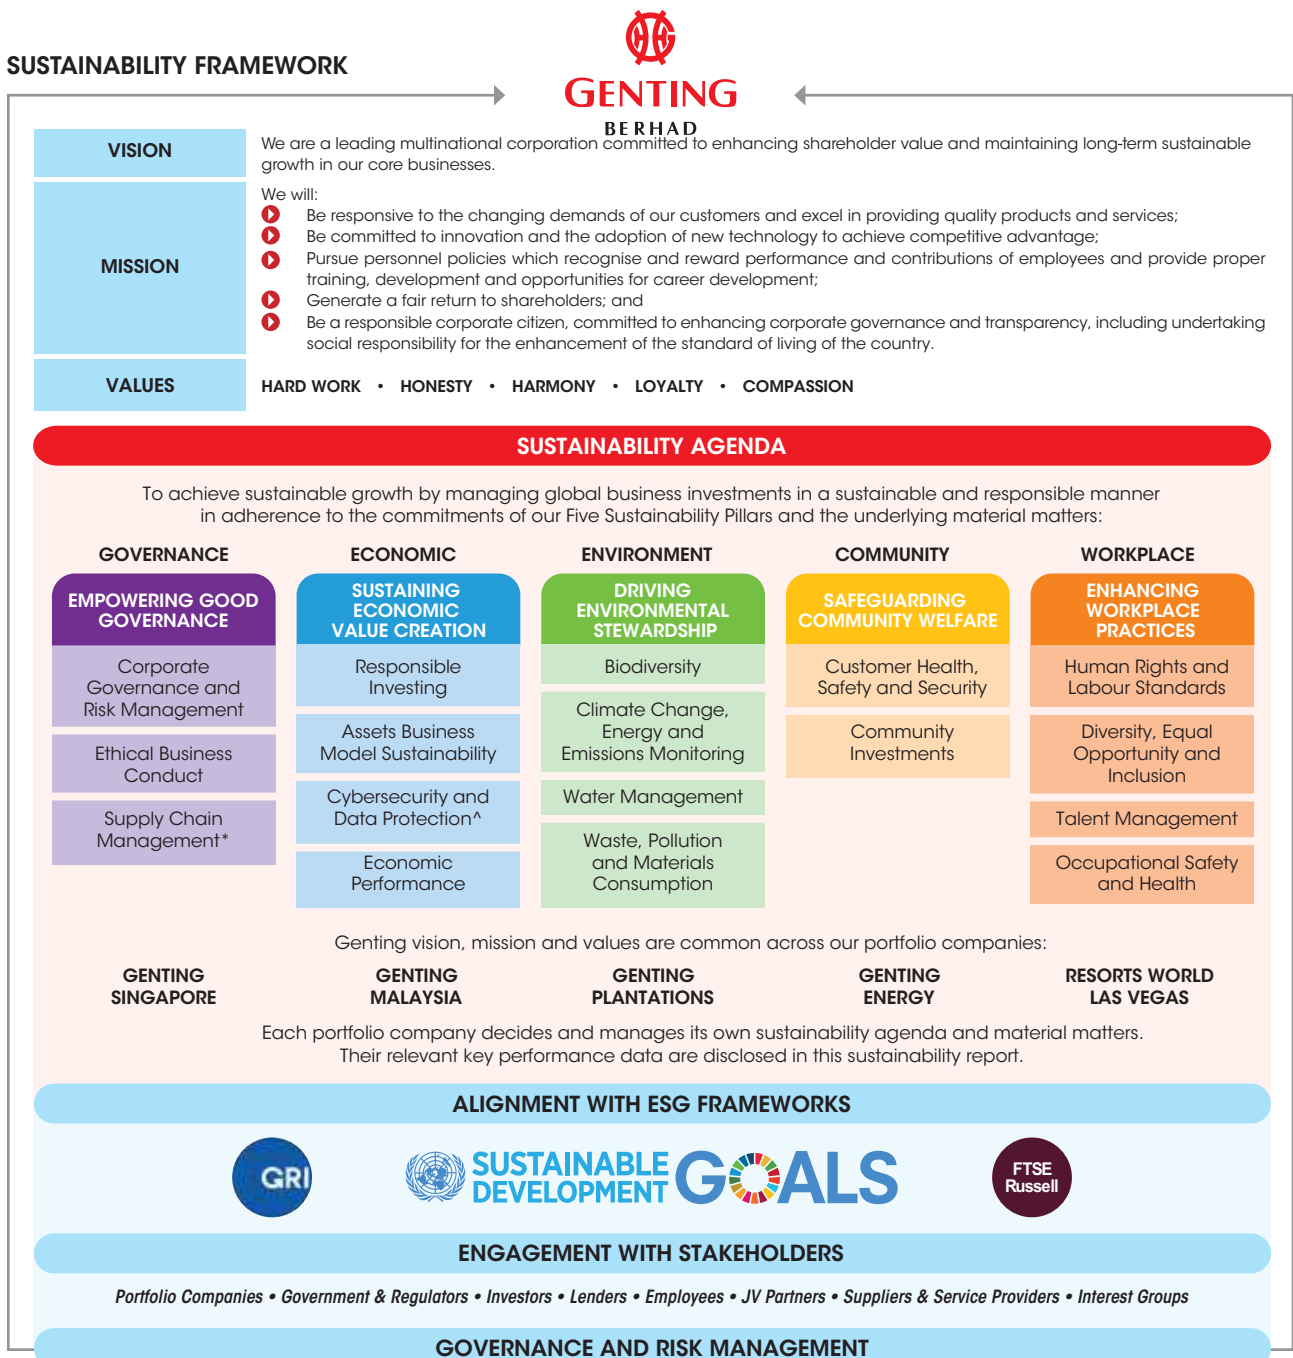 SUSTAINABILITY FRAMEWORK
GENTING
BERHAD
VISION
We are a leading multinational corporation committed to enhancing shareholder value and maintaining long-term sustainable
growth in our core businesses.
MISSION
We will:
Be responsive to the changing demands of our customers and excel in providing quality products and services;
Be committed to innovation and the adoption of new technology to achieve competitive advantage;
Pursue personnel policies which recognise and reward performance and contributions of employees and provide proper
training, development and opportunities for career development;
Generate a fair return to shareholders; and
Be a responsible corporate citizen, committed to enhancing corporate governance and transparency, including undertaking
social responsibility for the enhancement of the standard of living of the country.
VALUES
HARD WORK • HONESTY • HARMONY • LOYALTY • COMPASSION
SUSTAINABILITY AGENDA
To achieve sustainable growth by managing global business investments in a sustainable and responsible manner
in adherence to the commitments of our Five Sustainability Pillars and the underlying material matters:
GOVERNANCE
EMPOWERING GOOD
GOVERNANCE
Corporate
Governance and
Risk Management
Ethical Business
Conduct
Supply Chain
Management*
ECONOMIC
SUSTAINING
ECONOMIC
VALUE CREATION
Responsible
Investing
Assets Business
Model Sustainability
Cybersecurity and
Data Protection^
Economic
Performance
ENVIRONMENT
DRIVING
ENVIRONMENTAL
STEWARDSHIP
Biodiversity
Climate Change,
Energy and
Emissions Monitoring
Water Management
Waste, Pollution
and Materials
Consumption
COMMUNITY
SAFEGUARDING
COMMUNITY WELFARE
Customer Health,
Safety and Security
Community
Investments
WORKPLACE
ENHANCING
WORKPLACE
PRACTICES
Human Rights and
Labour Standards
Diversity, Equal
Opportunity and
Inclusion
Talent Management
Occupational Safety
and Health
Genting vision, mission and values are common across our portfolio companies:
GENTING
SINGAPORE
GENTING
MALAYSIA
GENTING
PLANTATIONS
GENTING
ENERGY
RESORTS WORLD
LAS VEGAS
Each portfolio company decides and manages its own sustainability agenda and material matters.
Their relevant key performance data are disclosed in this sustainability report.
ALIGNMENT WITH ESG FRAMEWORKS
GRI
SUSTAINABLE
DEVELOPMENT
GOALS
FTSE
Russell
ENGAGEMENT WITH STAKEHOLDERS
Portfolio Companies • Government & Regulators • Investors • Lenders • Employees • JV Partners • Suppliers & Service Providers • Interest Groups
GOVERNANCE AND RISK MANAGEMENT